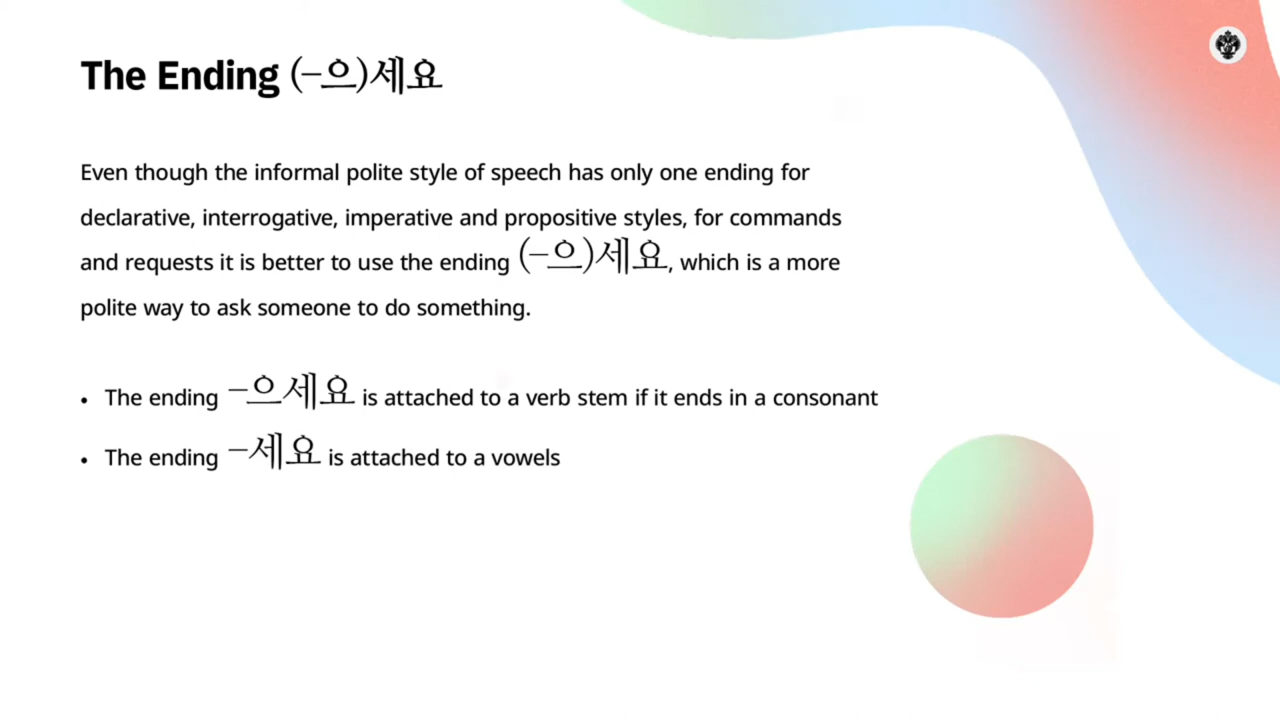 The Ending (–으)세요
Even though the informal polite style of speech has only one ending for
declarative, interrogative, imperative and propositive styles, for commands
and requests it is better to use the ending (–으)세요, which is a more
polite way to ask someone to do something.
• The ending –으세요 is attached to a verb stem if it ends in a consonant
• The ending –세요 is attached to a vowels